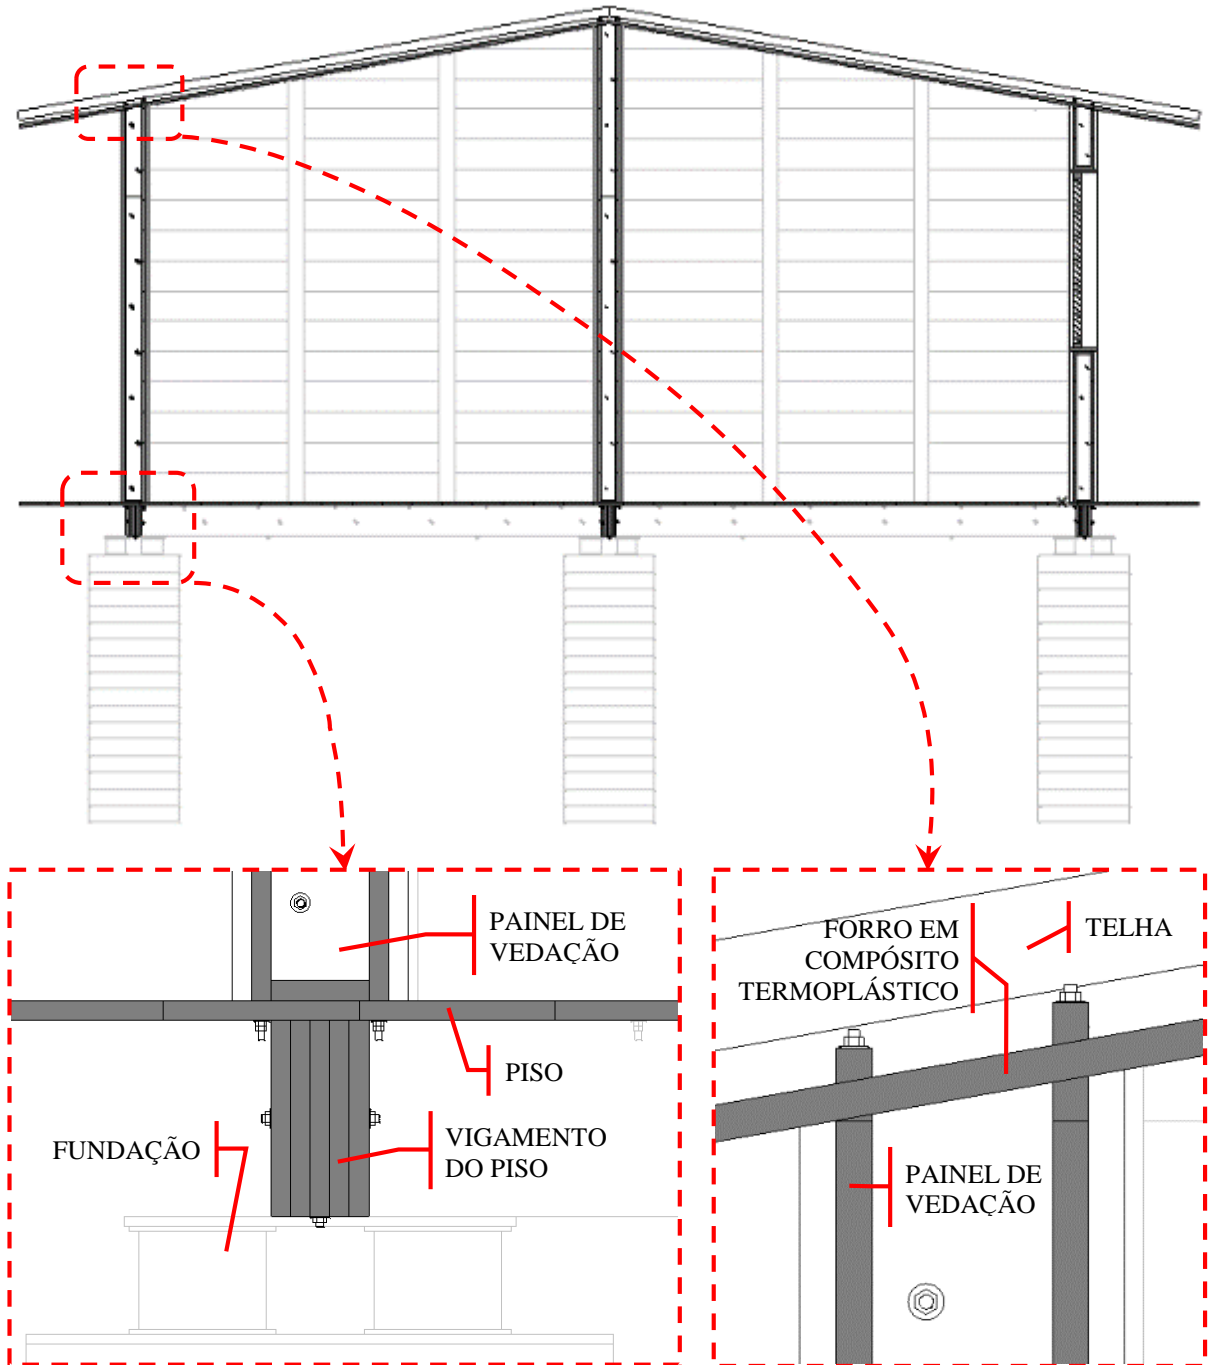 PAINEL DE
VEDAÇÃO
PISO
FUNDAÇÃO
VIGAMENTO
DO PISO
FORRO EM
COMPÓSITO
TERMOPLÁSTICO
TELHA
PAINEL DE
VEDAÇÃO